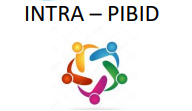 INTRA – PIBID